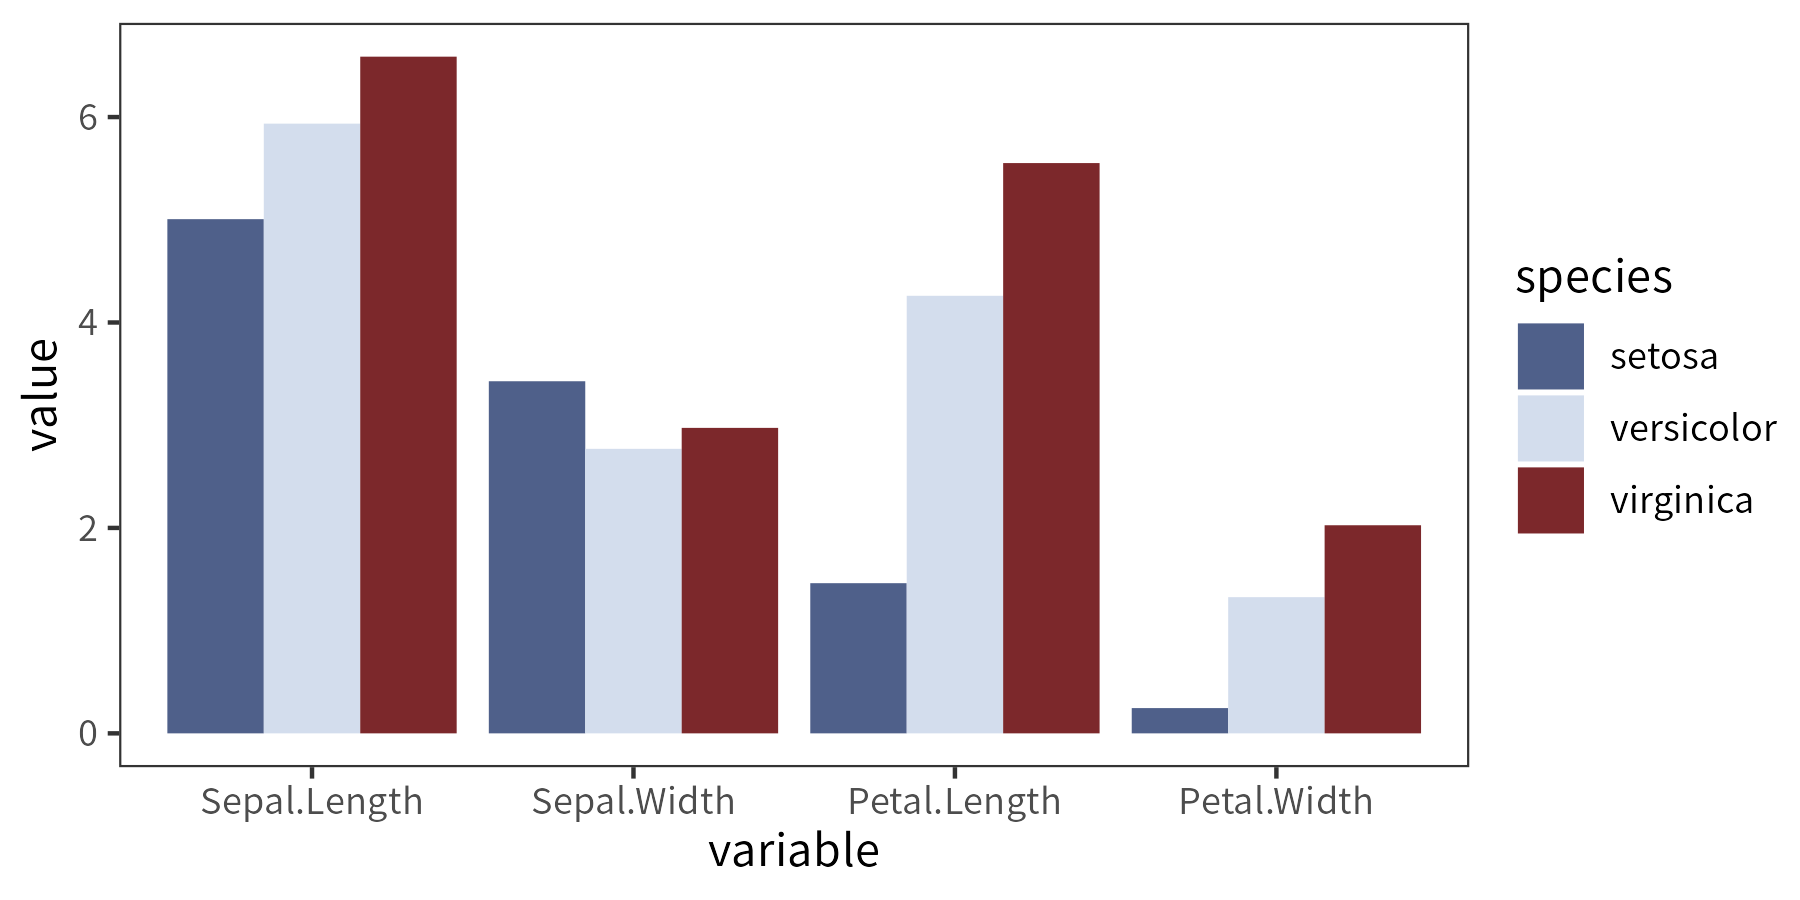 value
6
4
2
0
Sepal.Length
Sepal.Width
Petal.Length
Petal.Width
variable
species
setosa
versicolor
virginica